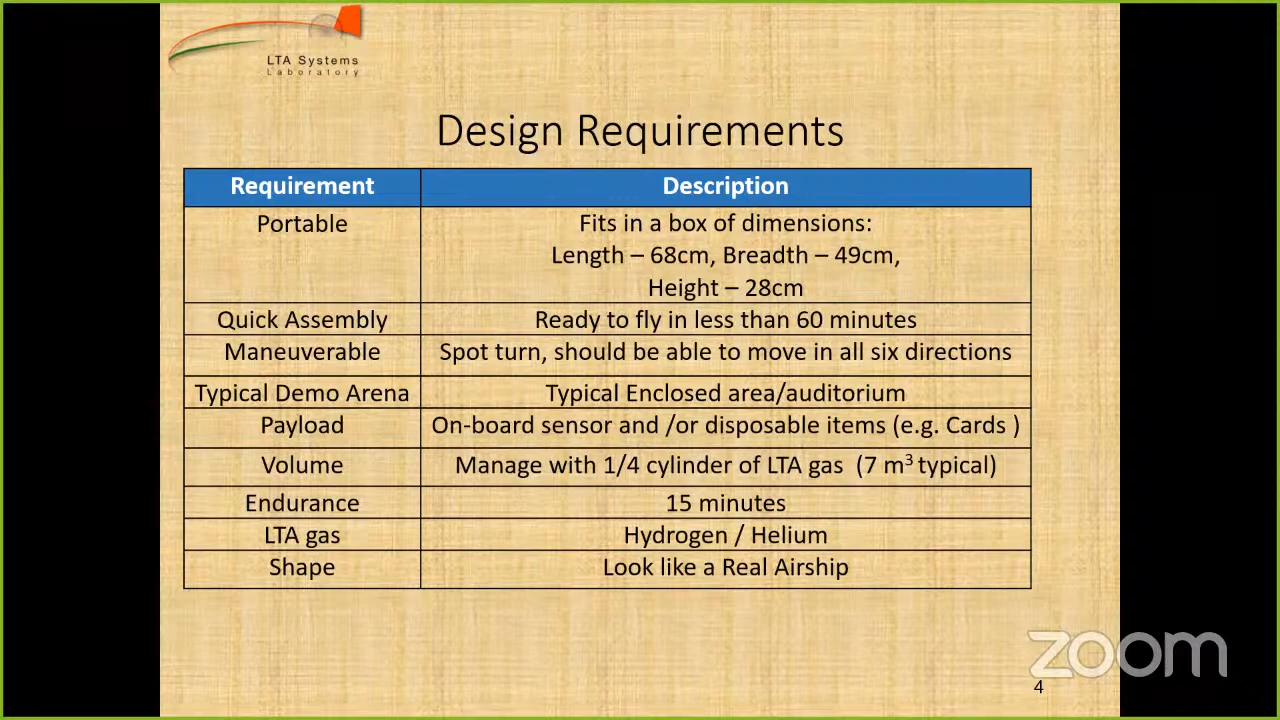 LTA Systems
Laboratory
Design Requirements
Requirement Description
Portable Fits in a box of dimensions:
Length – 68cm, Breadth – 49cm,
Height – 28cm
Quick Assembly Ready to fly in less than 60 minutes
Maneuverable Spot turn, should be able to move in all six directions
Typical Demo Arena Typical Enclosed area/auditorium
Payload On-board sensor and /or disposable items (e.g. Cards )
Volume Manage with 1/4 cylinder of LTA gas (7 m³ typical)
Endurance 15 minutes
LTA gas Hydrogen / Helium
Shape Look like a Real Airship
zoom
4